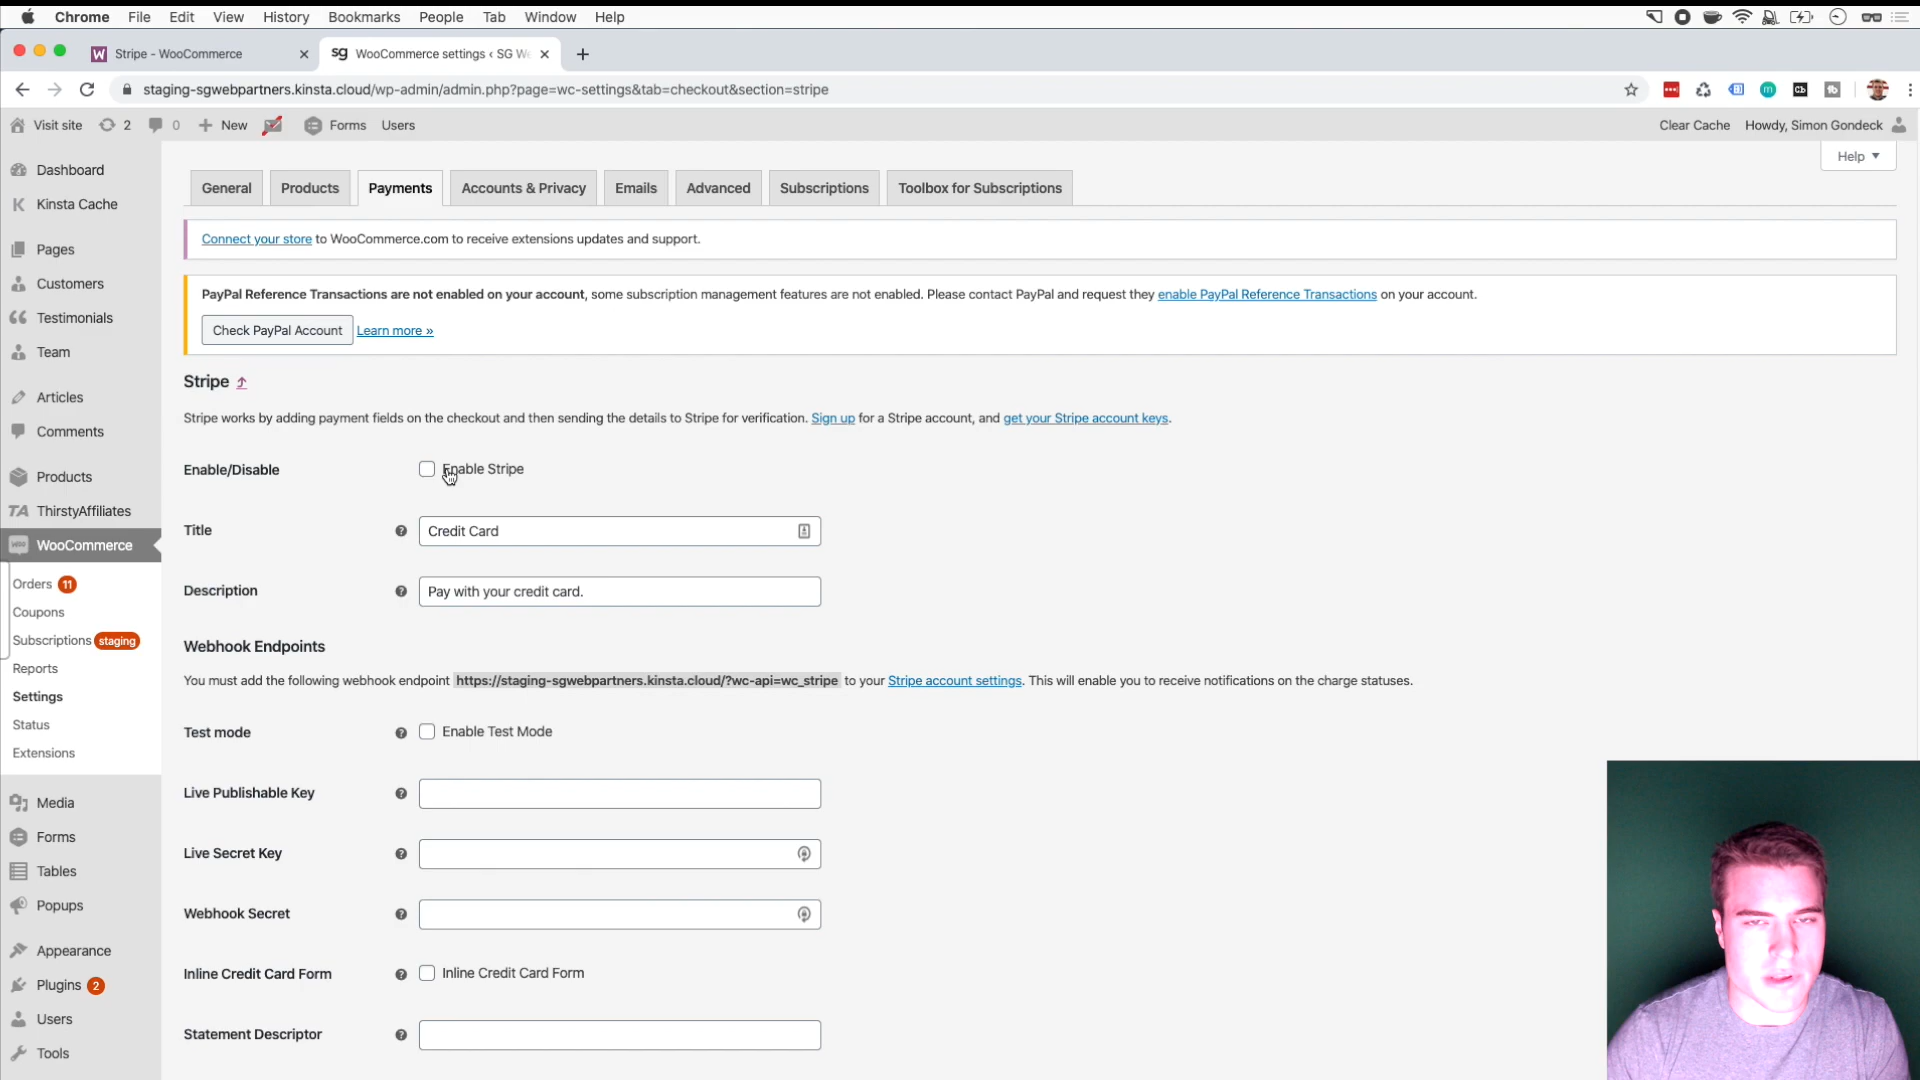 Chrome File Edit View History Bookmarks People Tab Window Help
Stripe - WooCommerce
sg WooCommerce settings ‹ SG We
staging-sgwebpartners.kinsta.cloud/wp-admin/admin.php?page=wc-settings&tab=checkout&section=stripe
Visit site 2 0 New Forms Users
Clear Cache Howdy, Simon Gondeck
Help
Dashboard
Kinsta Cache
Pages
Customers
Testimonials
Team
Articles
Comments
Products
TA ThirstyAffiliates
WooCommerce
Orders 11
Coupons
Subscriptions staging
Reports
Settings
Status
Extensions
Media
Forms
Tables
Popups
Appearance
Plugins 2
Users
Tools
General Products Payments Accounts & Privacy Emails Advanced Subscriptions Toolbox for Subscriptions
Connect your store to WooCommerce.com to receive extensions updates and support.
PayPal Reference Transactions are not enabled on your account, some subscription management features are not enabled. Please contact PayPal and request they enable PayPal Reference Transactions on your account.
Check PayPal Account Learn more »
Stripe
Stripe works by adding payment fields on the checkout and then sending the details to Stripe for verification. Sign up for a Stripe account, and get your Stripe account keys.
Enable/Disable Enable Stripe
Title Credit Card
Description Pay with your credit card.
Webhook Endpoints
You must add the following webhook endpoint https://staging-sgwebpartners.kinsta.cloud/?wc-api=wc_stripe to your Stripe account settings. This will enable you to receive notifications on the charge statuses.
Test mode Enable Test Mode
Live Publishable Key
Live Secret Key
Webhook Secret
Inline Credit Card Form Inline Credit Card Form
Statement Descriptor